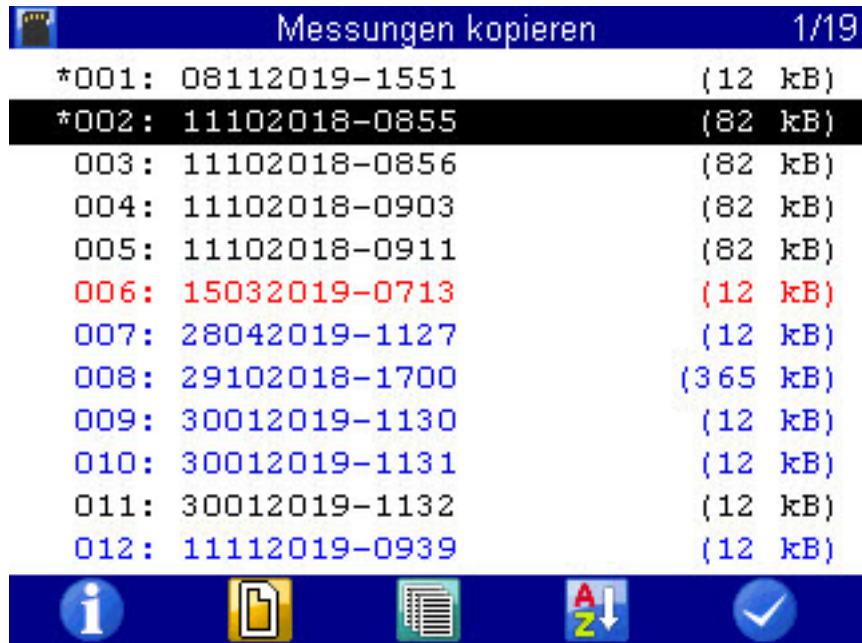 Messungen kopieren 1/19
*001: 08112019-1551 (12 kB)
*002: 11102018-0855 (82 kB)
003: 11102018-0856 (82 kB)
004: 11102018-0903 (82 kB)
005: 11102018-0911 (82 kB)
006: 15032019-0713 (12 kB)
007: 28042019-1127 (12 kB)
008: 29102018-1700 (365 kB)
009: 30012019-1130 (12 kB)
010: 30012019-1131 (12 kB)
011: 30012019-1132 (12 kB)
012: 11112019-0939 (12 kB)
i A Z